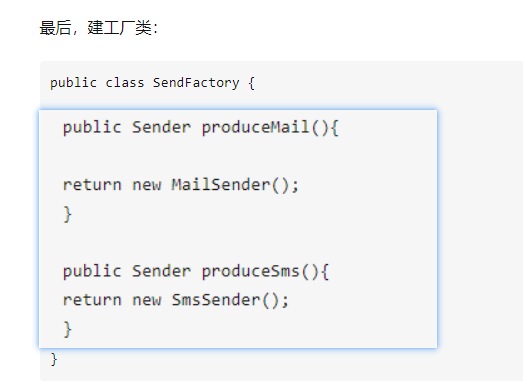 最后，建工厂类：
public class SendFactory {
public Sender produceMail(){
return new MailSender();
}
public Sender produceSms(){
return new SmsSender();
}
}